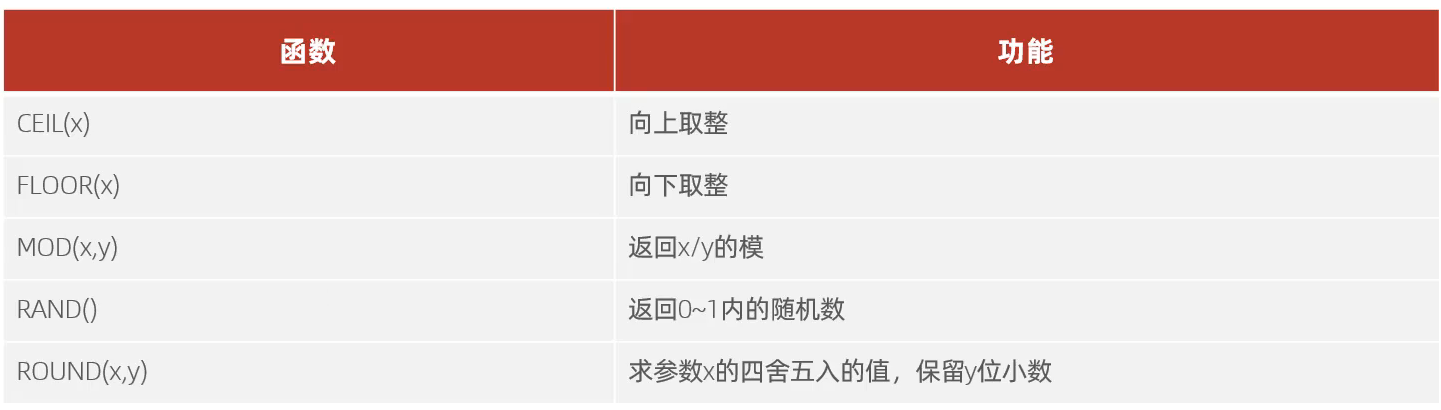 函数 功能
CEIL(x) 向上取整
FLOOR(x) 向下取整
MOD(x,y) 返回x/y的模
RAND() 返回0~1内的随机数
ROUND(x,y) 求参数x的四舍五入的值，保留y位小数